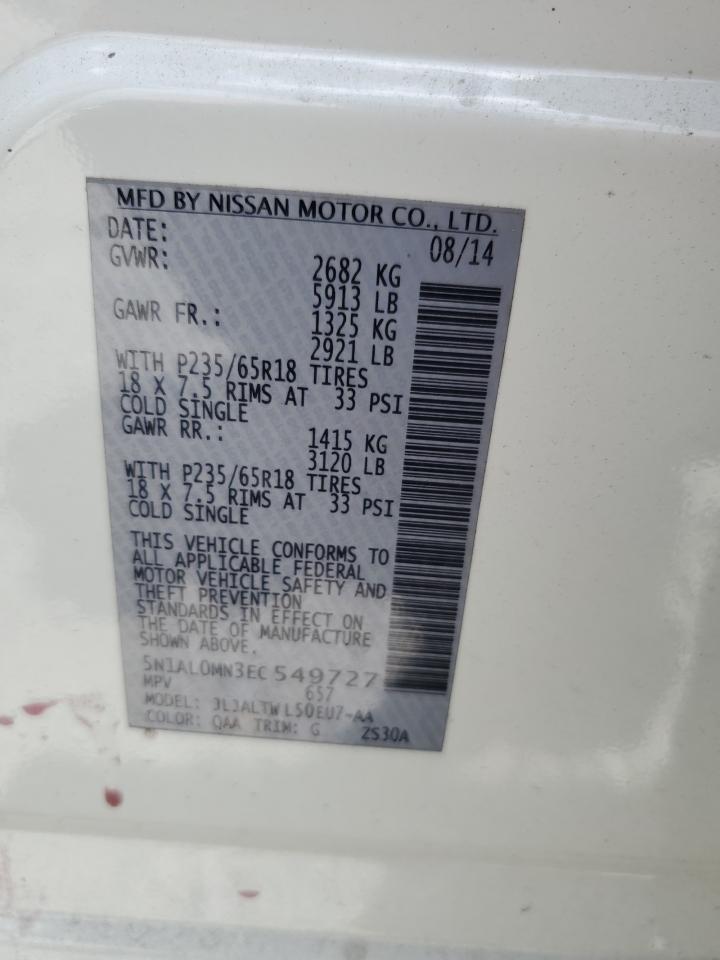 MFD BY NISSAN MOTOR CO., LTD.
DATE: 08/14
GVWR: 2682 KG
5913 LB
GAWR FR.: 1325 KG
2921 LB
WITH P235/65R18 TIRES
18 X 7.5 RIMS AT 33 PSI
COLD SINGLE
GAWR RR.: 1415 KG
3120 LB
WITH P235/65R18 TIRES
18 X 7.5 RIMS AT 33 PSI
COLD SINGLE
THIS VEHICLE CONFORMS TO
ALL APPLICABLE FEDERAL
MOTOR VEHICLE SAFETY AND
THEFT PREVENTION
STANDARDS IN EFFECT ON
THE DATE OF MANUFACTURE
SHOWN ABOVE.
5N1AL0MN3EC549727
MPV 657
MODEL: JLJALTWL50EU7-AA
COLOR: QAA TRIM: G ZS30A